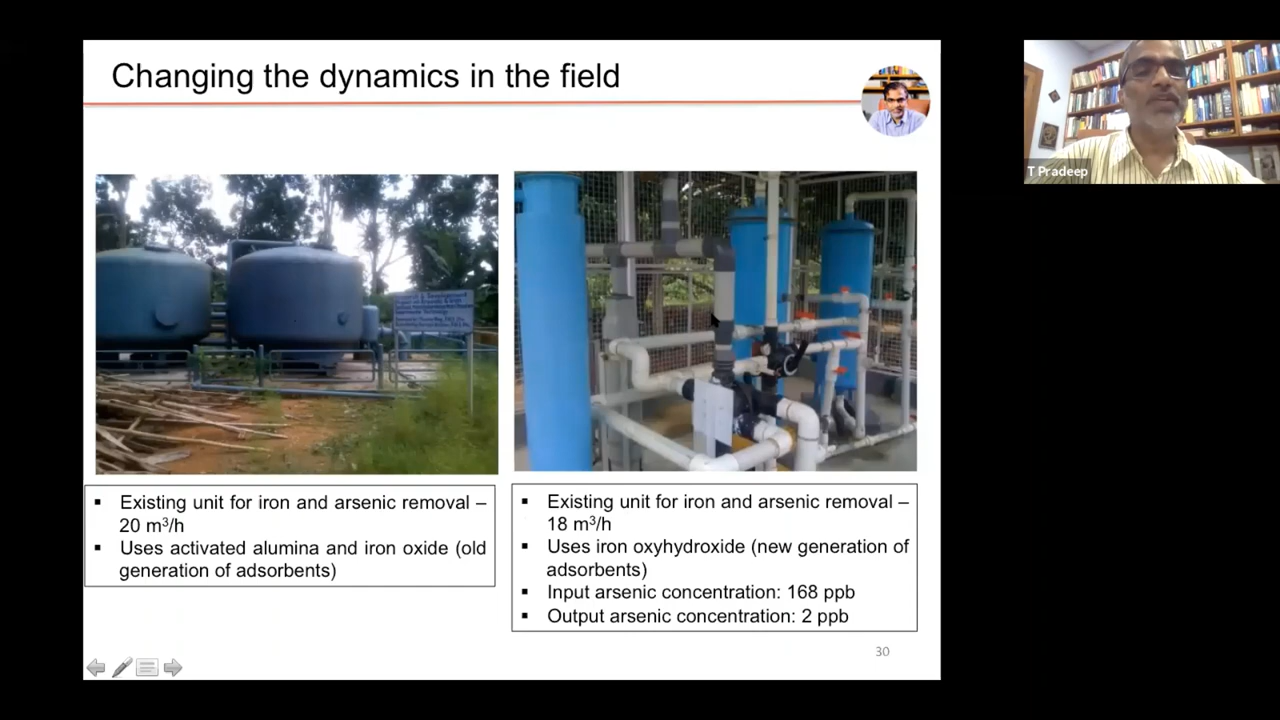 Changing the dynamics in the field
T Pradeep
▪ Existing unit for iron and arsenic removal –
20 m³/h
▪ Uses activated alumina and iron oxide (old
generation of adsorbents)
▪ Existing unit for iron and arsenic removal –
18 m³/h
▪ Uses iron oxyhydroxide (new generation of
adsorbents)
▪ Input arsenic concentration: 168 ppb
▪ Output arsenic concentration: 2 ppb
30